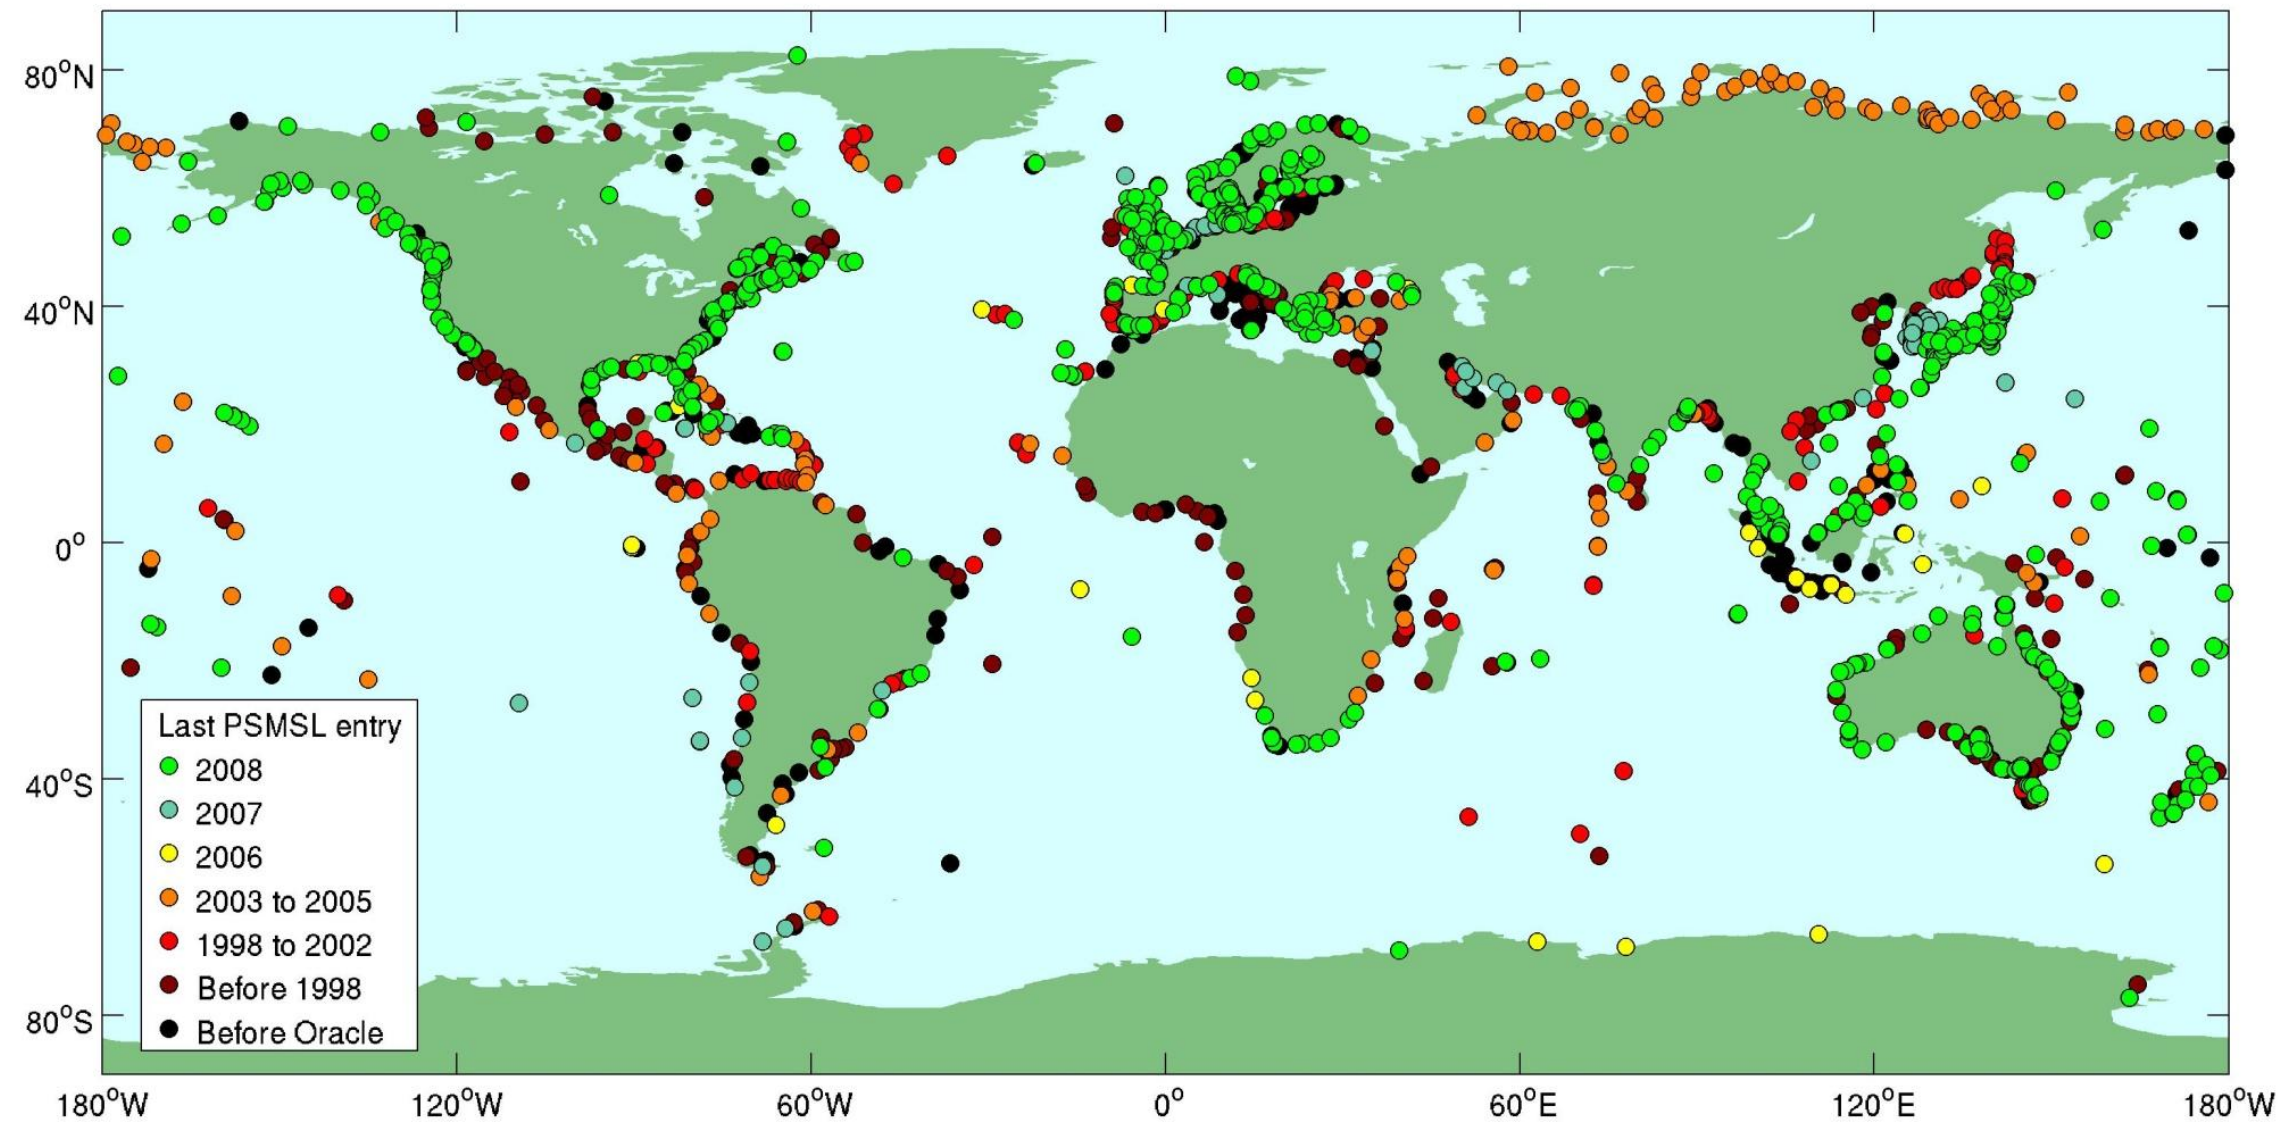 80°N
40°N
0°
40°S
80°S
Last PSMSL entry
2008
2007
2006
2003 to 2005
1998 to 2002
Before 1998
Before Oracle
180°W
120°W
60°W
0°
60°E
120°E
180°W